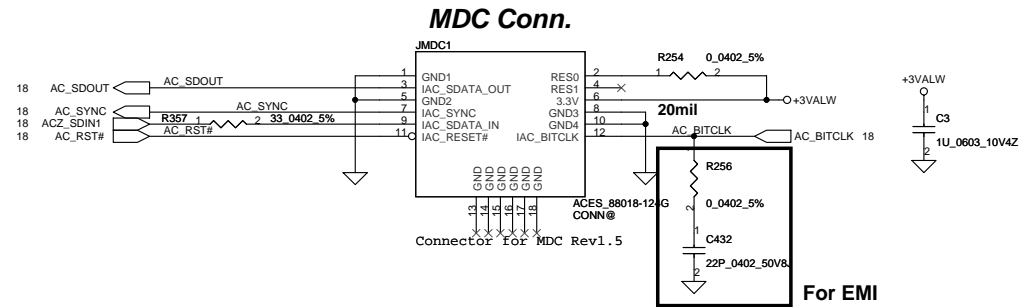 MDC Conn.
JMDC1
R254 0_0402_5%
1 2
+3VALW
18 AC_SDOUT AC_SDOUT
1 GND1 RES0 2
3 IAC_SDATA_OUT RES1 4
5 GND2 3.3V 6
20mil
+3VALW
18 AC_SYNC AC_SYNC
7 IAC_SYNC GND3 8
18 ACZ_SDIN1 R357 1 2 33_0402_5%
9 IAC_SDATA_IN GND4 10
18 AC_RST# AC_RST#
11 IAC_RESET# IAC_BITCLK 12
AC_BITCLK AC_BITCLK 18
1
C3
1U_0603_10V4Z
2
GND GND GND GND GND GND
13 14 15 16 17 18
ACES_88018-124G
CONN@
Connector for MDC Rev1.5
1
R256
0_0402_5%
2
1
C432
22P_0402_50V8J
2
For EMI